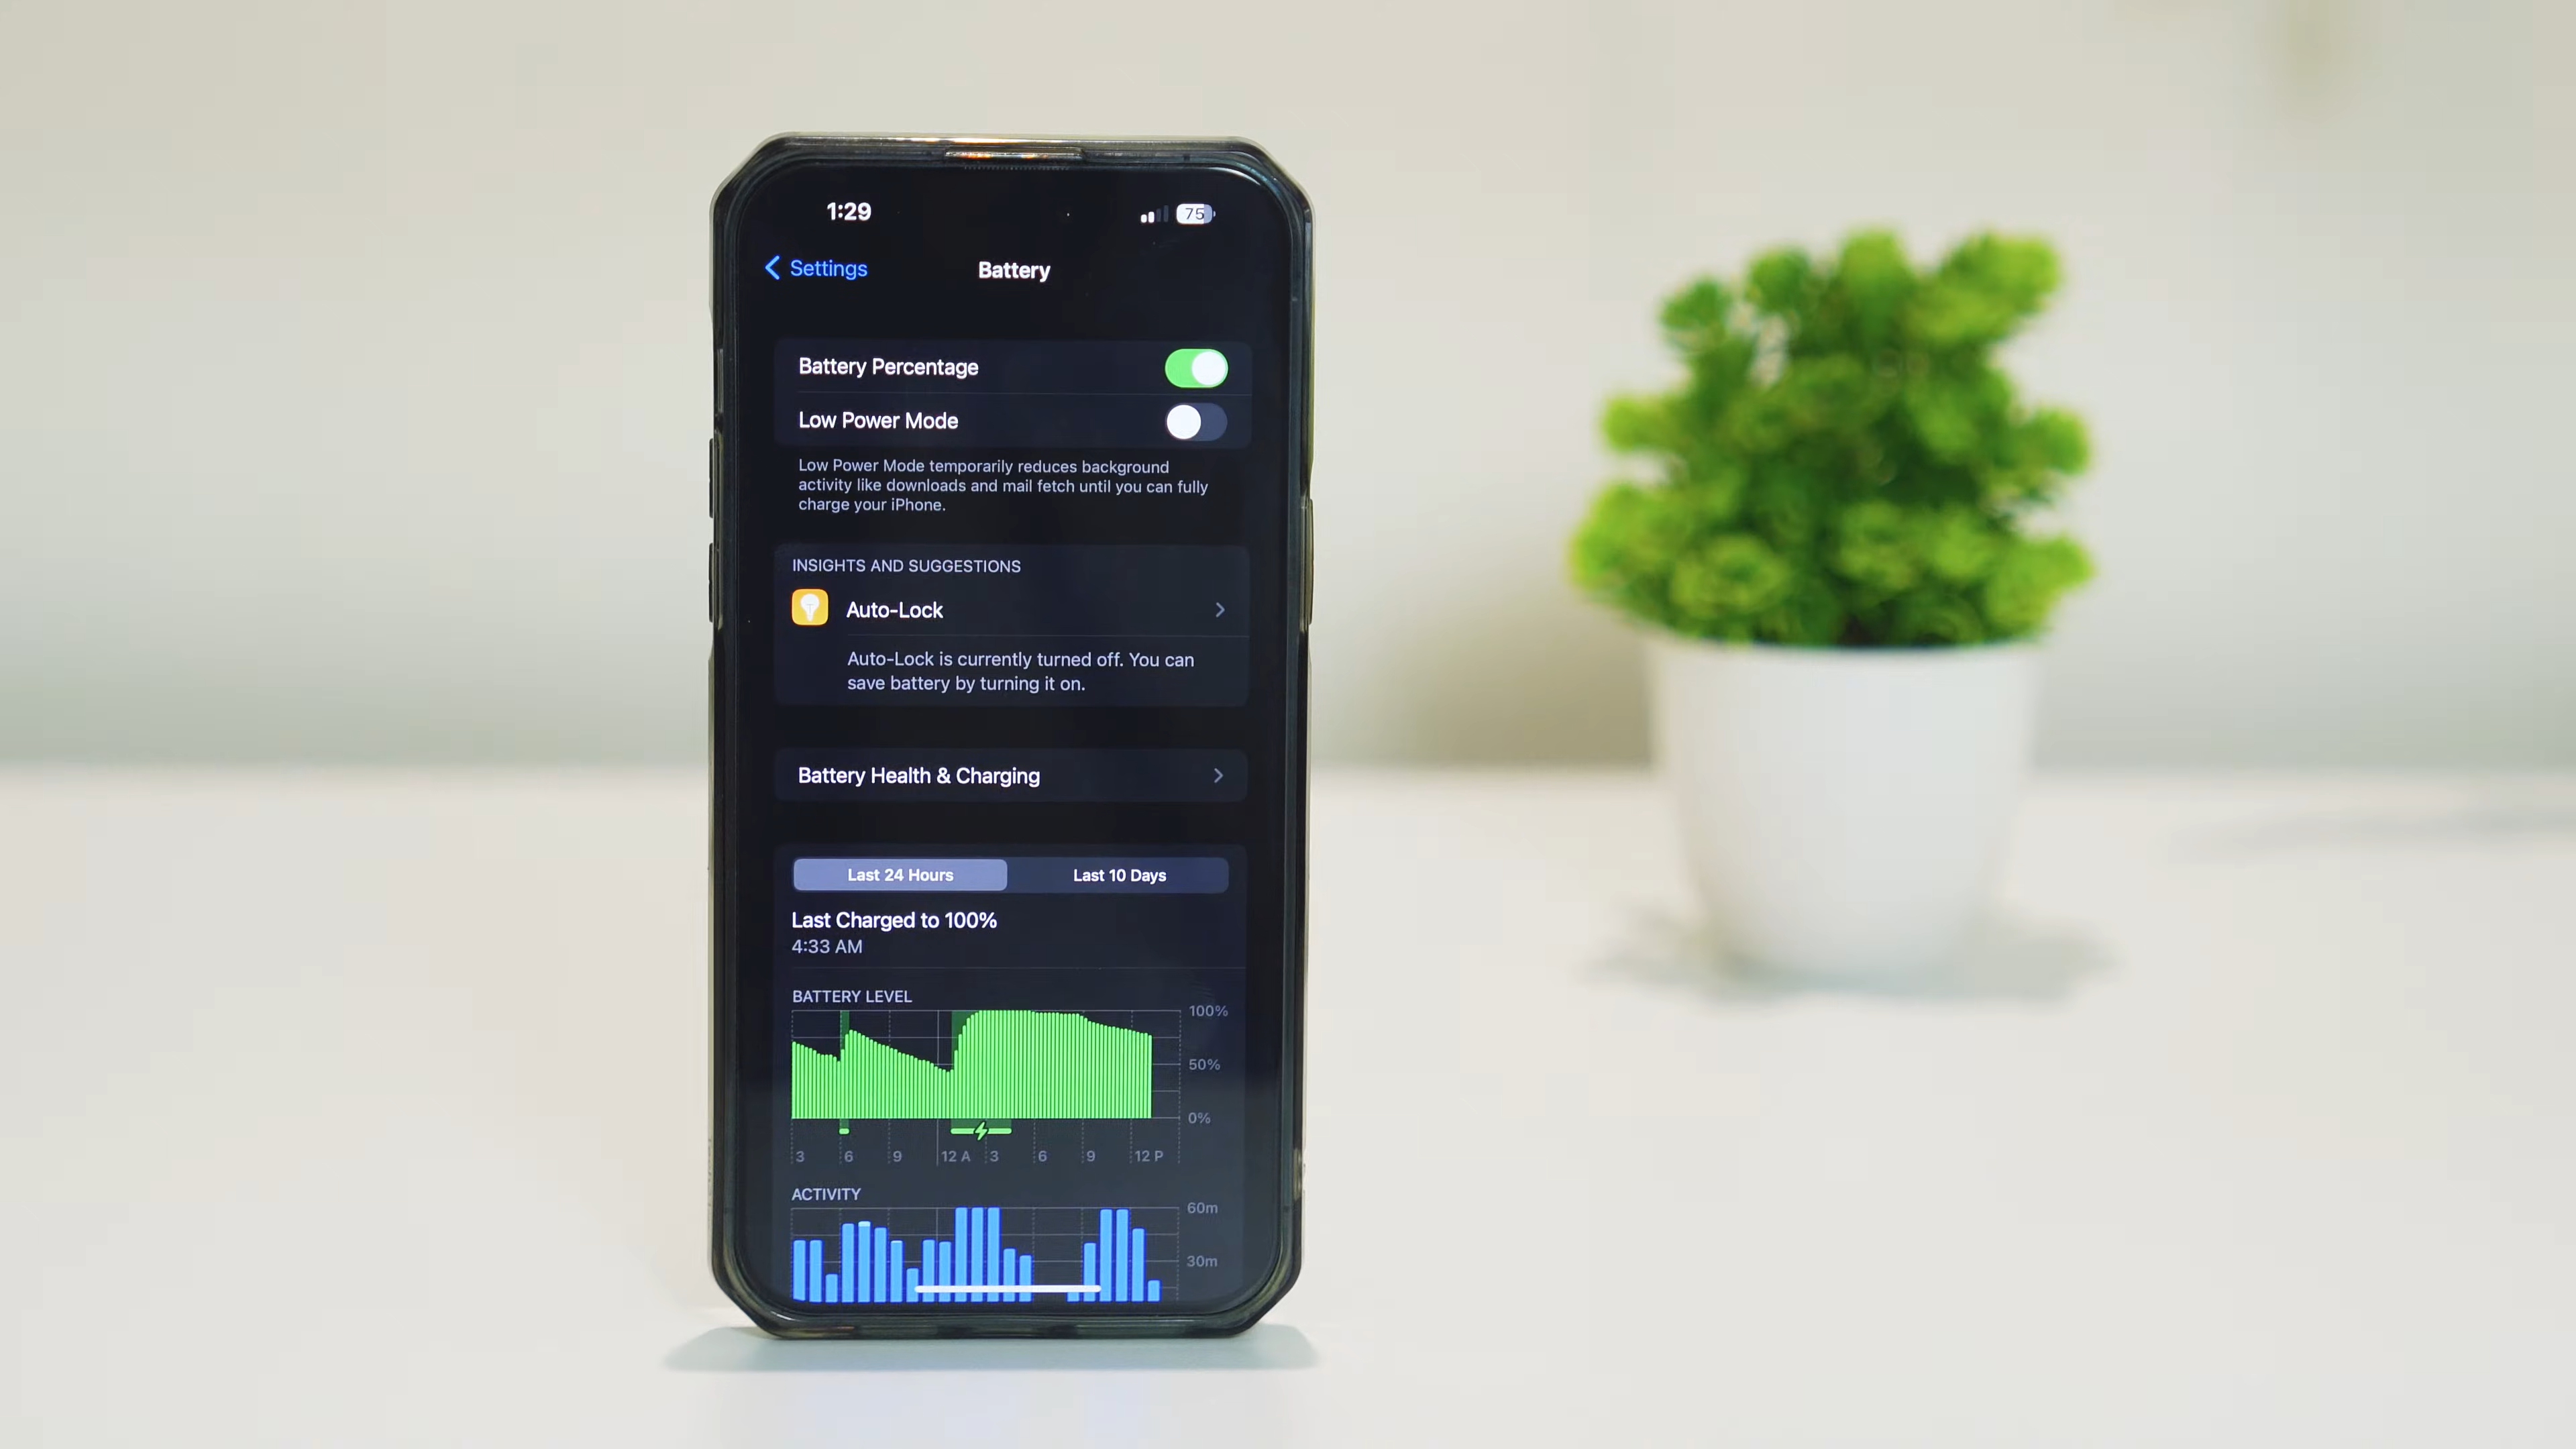 1:29
75
Settings
Battery
Battery Percentage
Low Power Mode
Low Power Mode temporarily reduces background
activity like downloads and mail fetch until you can fully
charge your iPhone.
INSIGHTS AND SUGGESTIONS
Auto-Lock
Auto-Lock is currently turned off. You can
save battery by turning it on.
Battery Health & Charging
Last 24 Hours Last 10 Days
Last Charged to 100%
4:33 AM
BATTERY LEVEL
100%
50%
0%
3 6 9 12 A 3 6 9 12 P
ACTIVITY
60m
30m